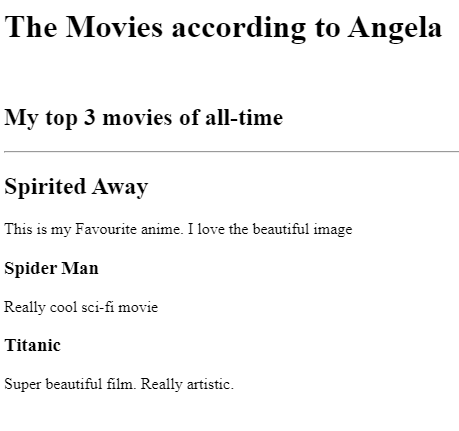 The Movies according to Angela
My top 3 movies of all-time
Spirited Away
This is my Favourite anime. I love the beautiful image
Spider Man
Really cool sci-fi movie
Titanic
Super beautiful film. Really artistic.